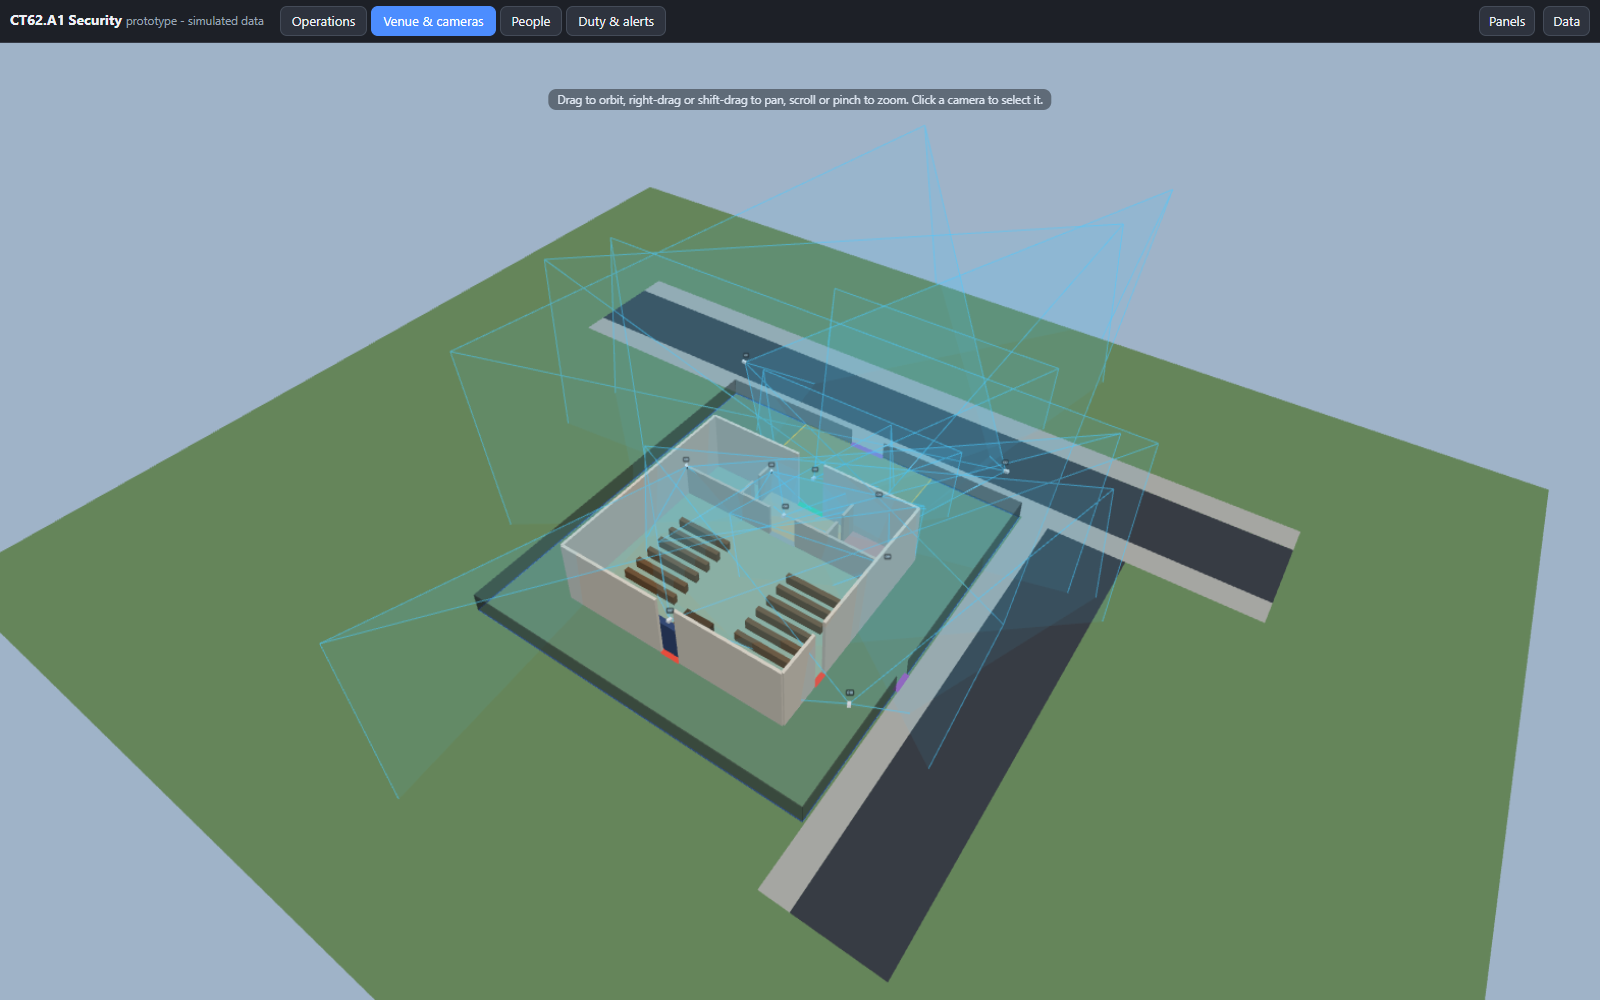 CT62.A1 Security prototype - simulated data
Operations
Venue & cameras
People
Duty & alerts
Panels
Data
Drag to orbit, right-drag or shift-drag to pan, scroll or pinch to zoom. Click a camera to select it.